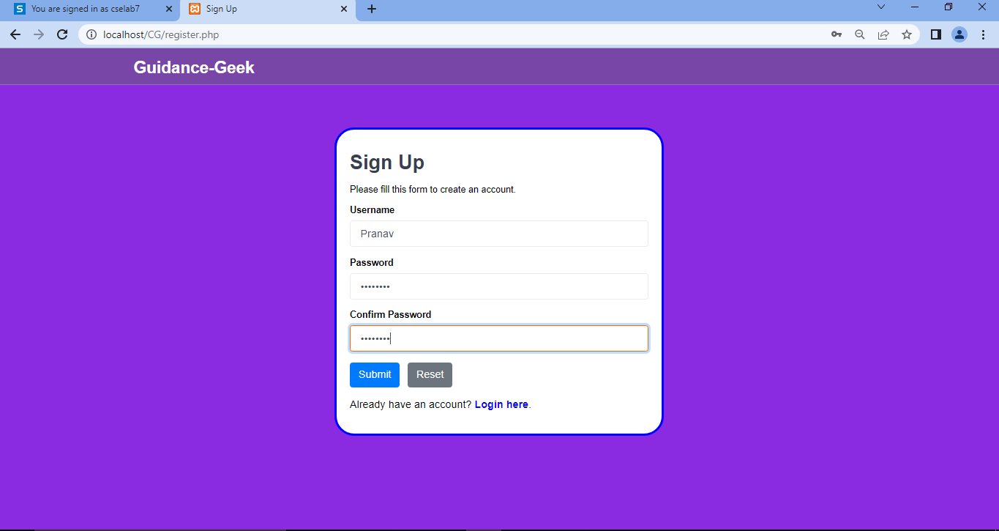 You are signed in as cselab7
Sign Up
localhost/CG/register.php
Guidance-Geek
Sign Up
Please fill this form to create an account.
Username
Pranav
Password
••••••••
Confirm Password
••••••••
Submit Reset
Already have an account? Login here.